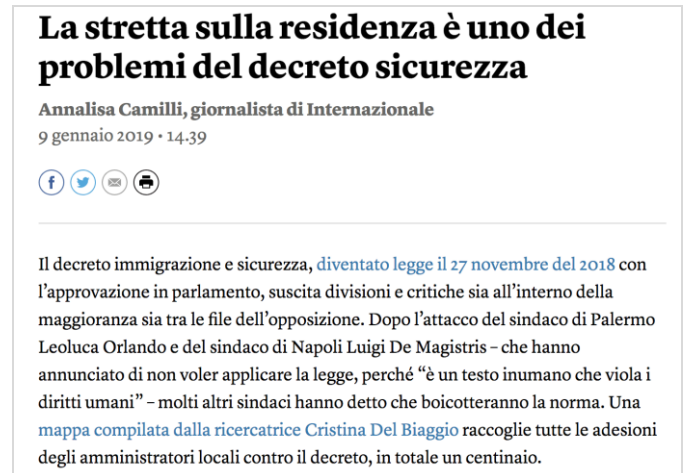 La stretta sulla residenza è uno dei
problemi del decreto sicurezza
Annalisa Camilli, giornalista di Internazionale
9 gennaio 2019 • 14.39
Il decreto immigrazione e sicurezza, diventato legge il 27 novembre del 2018 con
l’approvazione in parlamento, suscita divisioni e critiche sia all’interno della
maggioranza sia tra le file dell’opposizione. Dopo l’attacco del sindaco di Palermo
Leoluca Orlando e del sindaco di Napoli Luigi De Magistris – che hanno
annunciato di non voler applicare la legge, perché “è un testo inumano che viola i
diritti umani” – molti altri sindaci hanno detto che boicotteranno la norma. Una
mappa compilata dalla ricercatrice Cristina Del Biaggio raccoglie tutte le adesioni
degli amministratori locali contro il decreto, in totale un centinaio.